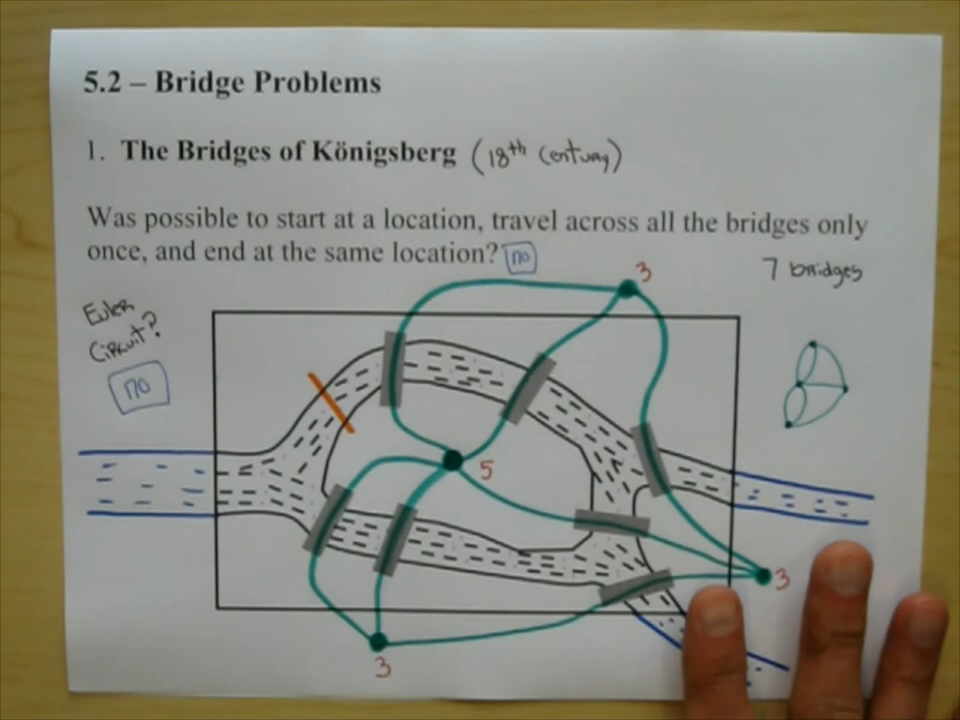 5.2 – Bridge Problems
1. The Bridges of Königsberg (18th Century)
Was possible to start at a location, travel across all the bridges only
once, and end at the same location? no
7 bridges
3
Euler
Circuit?
no
5
3
3